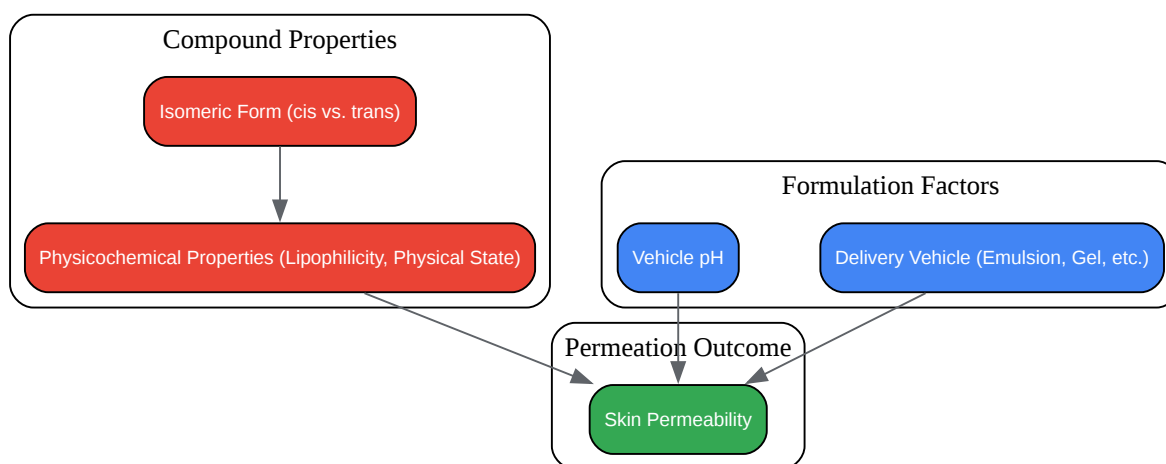 Compound Properties
Isomeric Form (cis vs. trans)
Physicochemical Properties (Lipophilicity, Physical State)
Formulation Factors
Vehicle pH
Delivery Vehicle (Emulsion, Gel, etc.)
Permeation Outcome
Skin Permeability